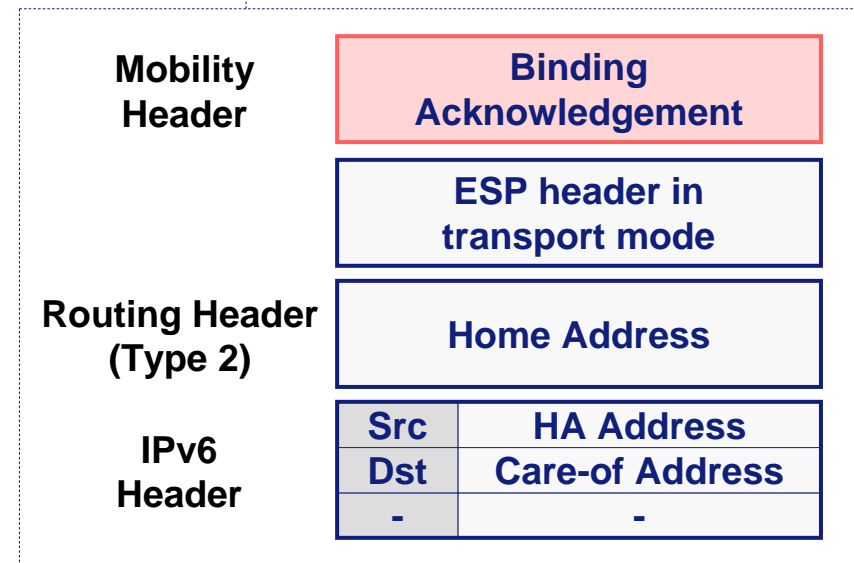 Mobility
Header
Binding
Acknowledgement
ESP header in
transport mode
Routing Header
(Type 2)
Home Address
IPv6
Header
Src HA Address
Dst Care-of Address
- -